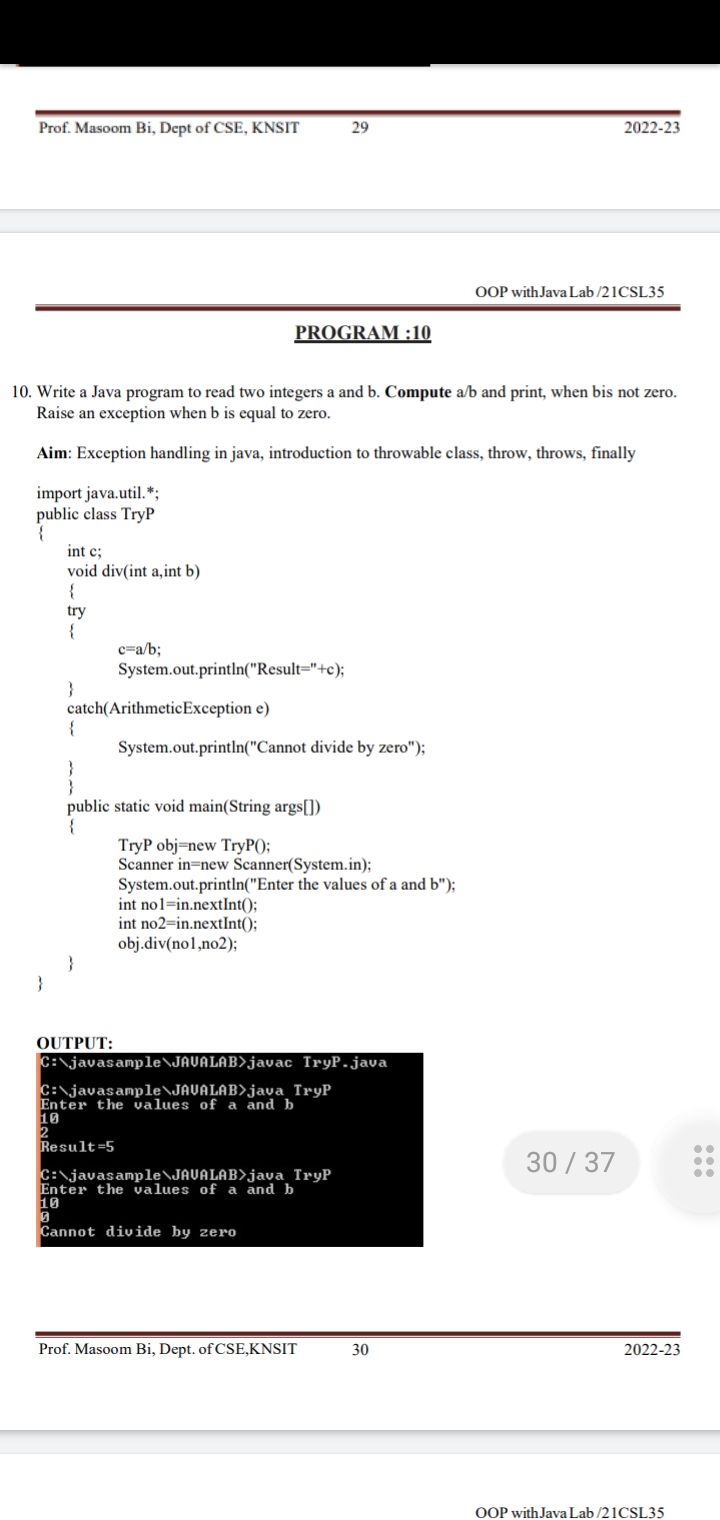 Prof. Masoom Bi, Dept of CSE, KNSIT 29 2022-23
OOP withJava Lab /21CSL35
PROGRAM :10
10. Write a Java program to read two integers a and b. Compute a/b and print, when bis not zero.
Raise an exception when b is equal to zero.
Aim: Exception handling in java, introduction to throwable class, throw, throws, finally
import java.util.*;
public class TryP
{
int c;
void div(int a,int b)
{
try
{
c=a/b;
System.out.println("Result="+c);
}
catch(ArithmeticException e)
{
System.out.println("Cannot divide by zero");
}
}
public static void main(String args[])
{
TryP obj=new TryP();
Scanner in=new Scanner(System.in);
System.out.println("Enter the values of a and b");
int no1=in.nextInt();
int no2=in.nextInt();
obj.div(no1,no2);
}
}
OUTPUT:
C:\javasample\JAVALAB>javac TryP.java
C:\javasample\JAVALAB>java TryP
Enter the values of a and b
10
2
Result=5
C:\javasample\JAVALAB>java TryP
Enter the values of a and b
10
0
Cannot divide by zero
30 / 37
Prof. Masoom Bi, Dept. of CSE,KNSIT 30 2022-23
OOP withJava Lab /21CSL35